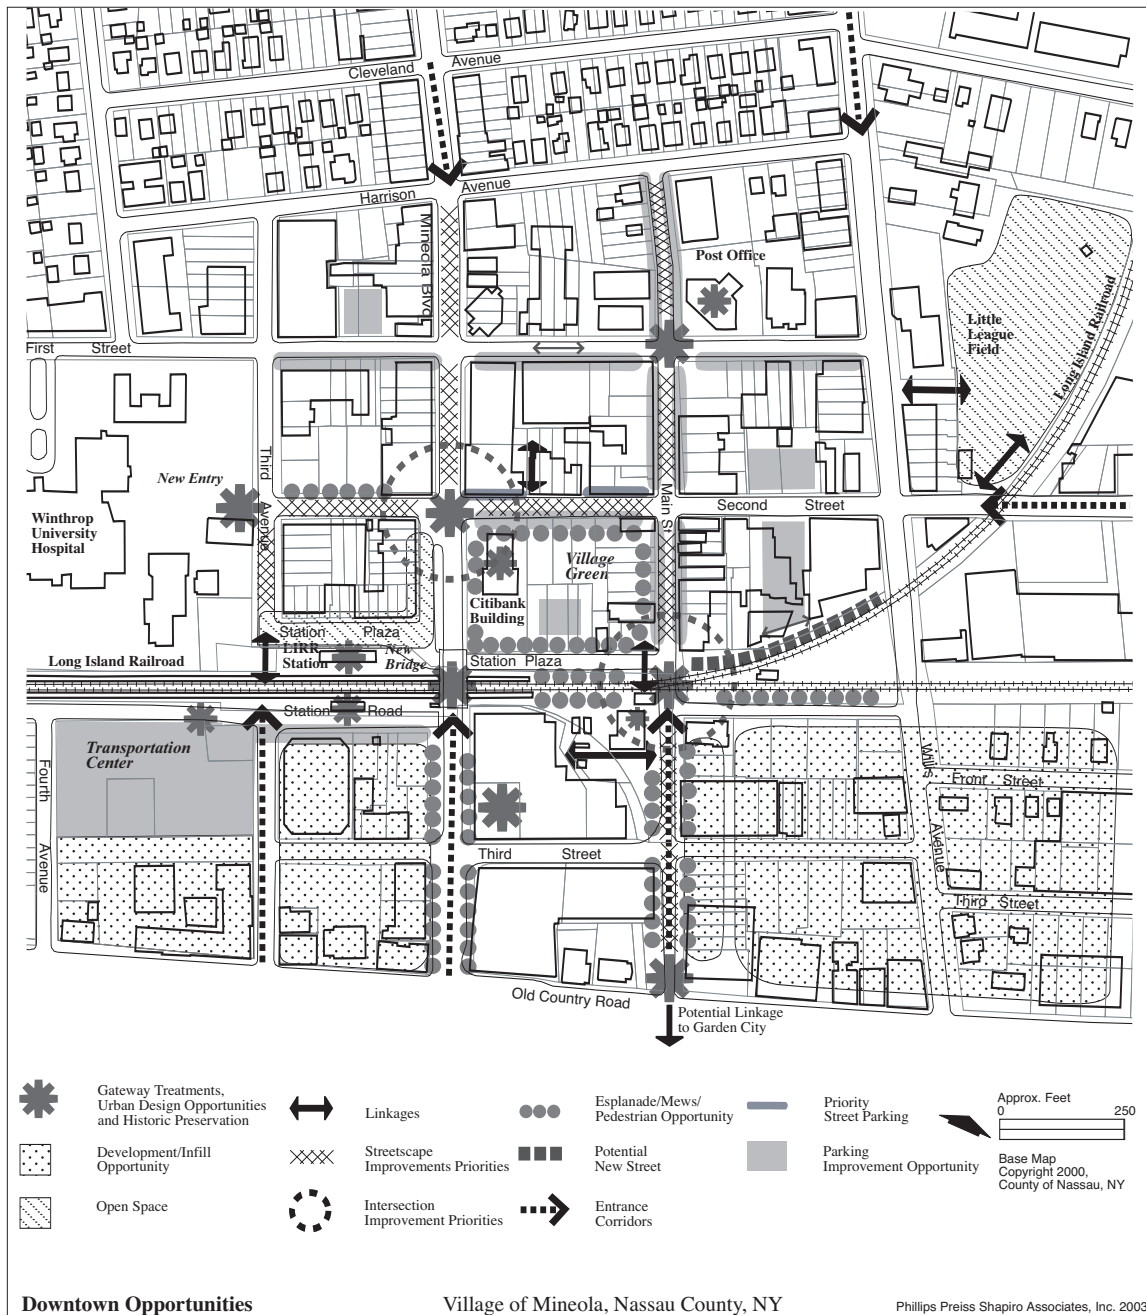 Cleveland Avenue
Harrison Avenue
Mineola Blvd.
Post Office
First Street
Little
League
Field
Long Island Railroad
Third Avenue
New Entry
Main St
Second Street
Winthrop
University
Hospital
Village
Green
Citibank
Building
Station Plaza
LIRR
Station
New
Bridge
Long Island Railroad
Station Plaza
Station Road
Transportation
Center
Fourth Avenue
Willis Avenue
Front Street
Third Street
Third Street
Old Country Road
Potential Linkage
to Garden City
Gateway Treatments,
Urban Design Opportunities
and Historic Preservation
Linkages
Esplanade/Mews/
Pedestrian Opportunity
Priority
Street Parking
Approx. Feet
0 250
Development/Infill
Opportunity
Streetscape
Improvements Priorities
Potential
New Street
Parking
Improvement Opportunity
Base Map
Copyright 2000,
County of Nassau, NY
Open Space
Intersection
Improvement Priorities
Entrance
Corridors
Downtown Opportunities
Village of Mineola, Nassau County, NY
Phillips Preiss Shapiro Associates, Inc. 2003